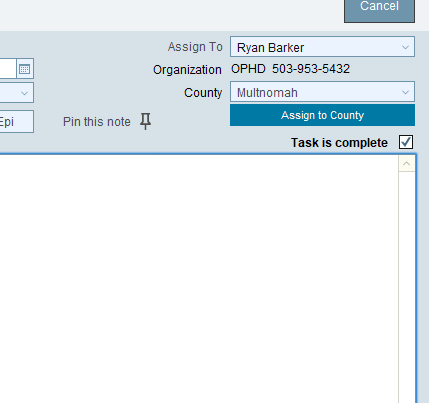 Cancel
Assign To Ryan Barker
Organization OPHD 503-953-5432
County Multnomah
Assign to County
Epi Pin this note
Task is complete